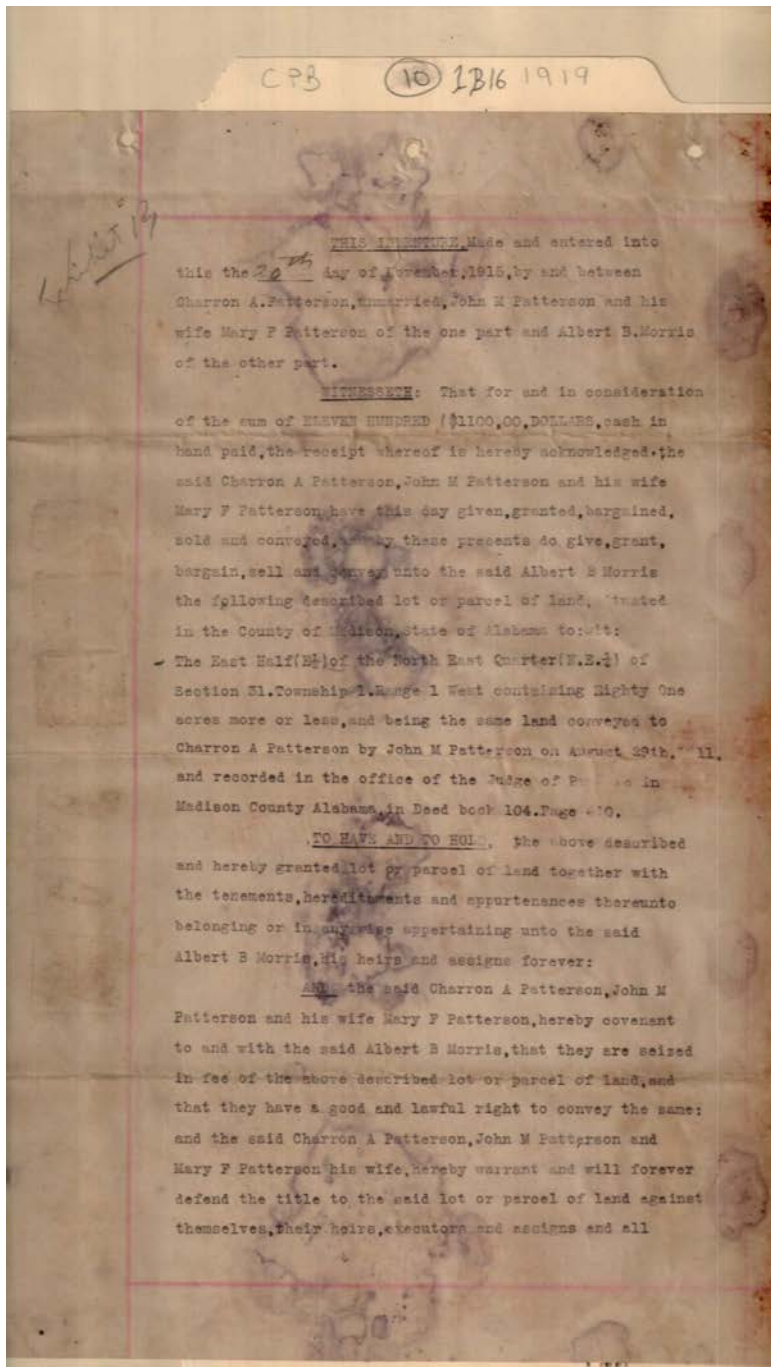 CPB 10 1B16 1919
THIS INDENTURE, Made and entered into
this the 20th day of November, 1915, by and between
Charron A. Patterson, unmarried, John M Patterson and his
wife Mary F Patterson of the one part and Albert B. Morris
of the other part.
WITNESSETH: That for and in consideration
of the sum of ELEVEN HUNDRED ($1100,00, DOLLARS, cash in
hand paid, the receipt whereof is hereby acknowledged. the
said Charron A Patterson, John M Patterson and his wife
Mary F Patterson have this day given, granted, bargained,
sold and conveyed, by these presents do give, grant,
bargain, sell and convey unto the said Albert B Morris
the following described lot or parcel of land,
in the County of Madison, State of Alabama to:wit:
The East Half(E½)of the North East Quarter(N.E.¼) of
Section 31.Township 1.Range 1 West containing Eighty One
acres more or less, and being the same land conveyed to
Charron A Patterson by John M Patterson on August 29th. 11.
and recorded in the office of the Judge of in
Madison County Alabama, in Deed book 104.Page
TO HAVE AND TO HOLD, the above described
and hereby granted lot or parcel of land together with
the tenements, hereditaments and appurtenances thereunto
belonging or in anywise appertaining unto the said
Albert B Morris, His heirs and assigns forever:
AND the said Charron A Patterson, John M
Patterson and his wife Mary F Patterson, hereby covenant
to and with the said Albert B Morris, that they are seized
in fee of the above described lot or parcel of land, and
that they have a good and lawful right to convey the same:
and the said Charron A Patterson, John M Patterson and
Mary F Patterson his wife, hereby warrant and will forever
defend the title to the said lot or parcel of land against
themselves, their heirs, executors and assigns and all